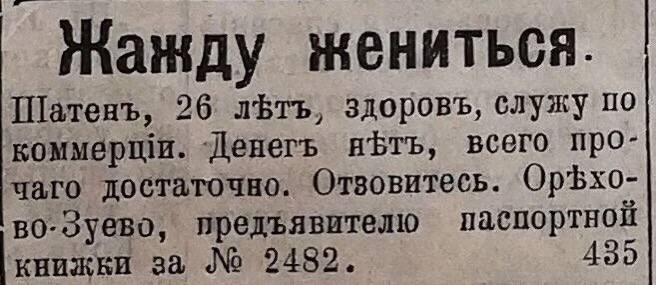 Жажду жениться.
Шатенъ, 26 лѣтъ, здоровъ, служу по
коммерціи. Денегъ нѣтъ, всего про-
чаго достаточно. Отзовитесь. Орѣхо-
во-Зуево, предъявителю паспортной
книжки за № 2482. 435